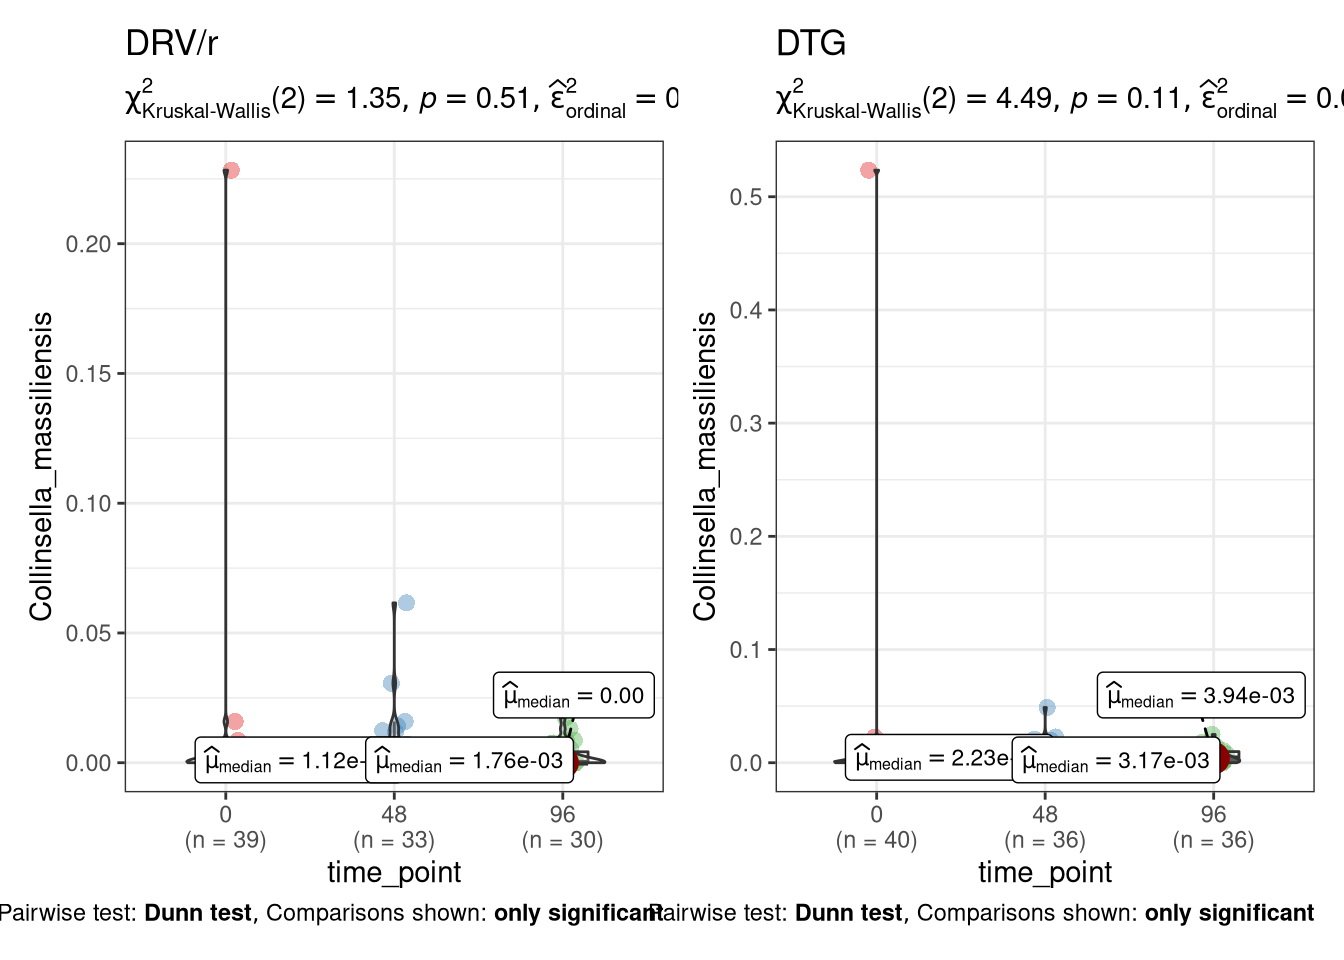 DRV/r
χ²Kruskal-Wallis(2) = 1.35, p = 0.51, ε̂²ordinal = 0
Collinsella_massiliensis
0.20
0.15
0.10
0.05
0.00
μ̂median = 0.00
μ̂median = 1.12e-
μ̂median = 1.76e-03
0
48
96
(n = 39)
(n = 33)
(n = 30)
time_point
Pairwise test: Dunn test, Comparisons shown: only significant
DTG
χ²Kruskal-Wallis(2) = 4.49, p = 0.11, ε̂²ordinal = 0.0
Collinsella_massiliensis
0.5
0.4
0.3
0.2
0.1
0.0
μ̂median = 3.94e-03
μ̂median = 2.23e-
μ̂median = 3.17e-03
0
48
96
(n = 40)
(n = 36)
(n = 36)
time_point
Pairwise test: Dunn test, Comparisons shown: only significant